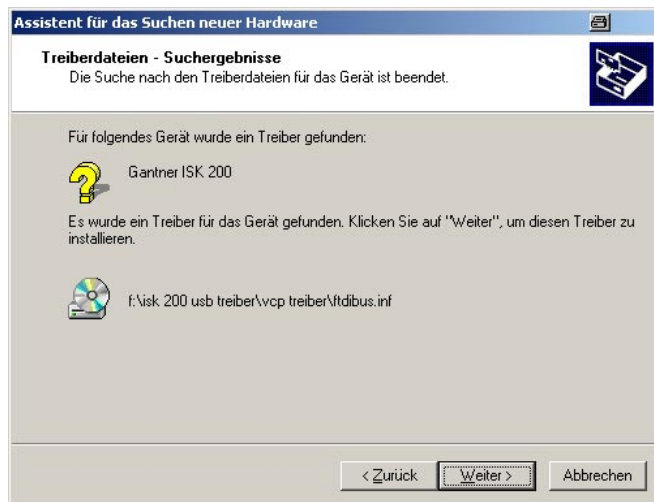 Assistent für das Suchen neuer Hardware
Treiberdateien - Suchergebnisse
Die Suche nach den Treiberdateien für das Gerät ist beendet.
Für folgendes Gerät wurde ein Treiber gefunden:
Gantner ISK 200
Es wurde ein Treiber für das Gerät gefunden. Klicken Sie auf "Weiter", um diesen Treiber zu
installieren.
f:\isk 200 usb treiber\vcp treiber\ftdibus.inf
< Zurück
Weiter >
Abbrechen